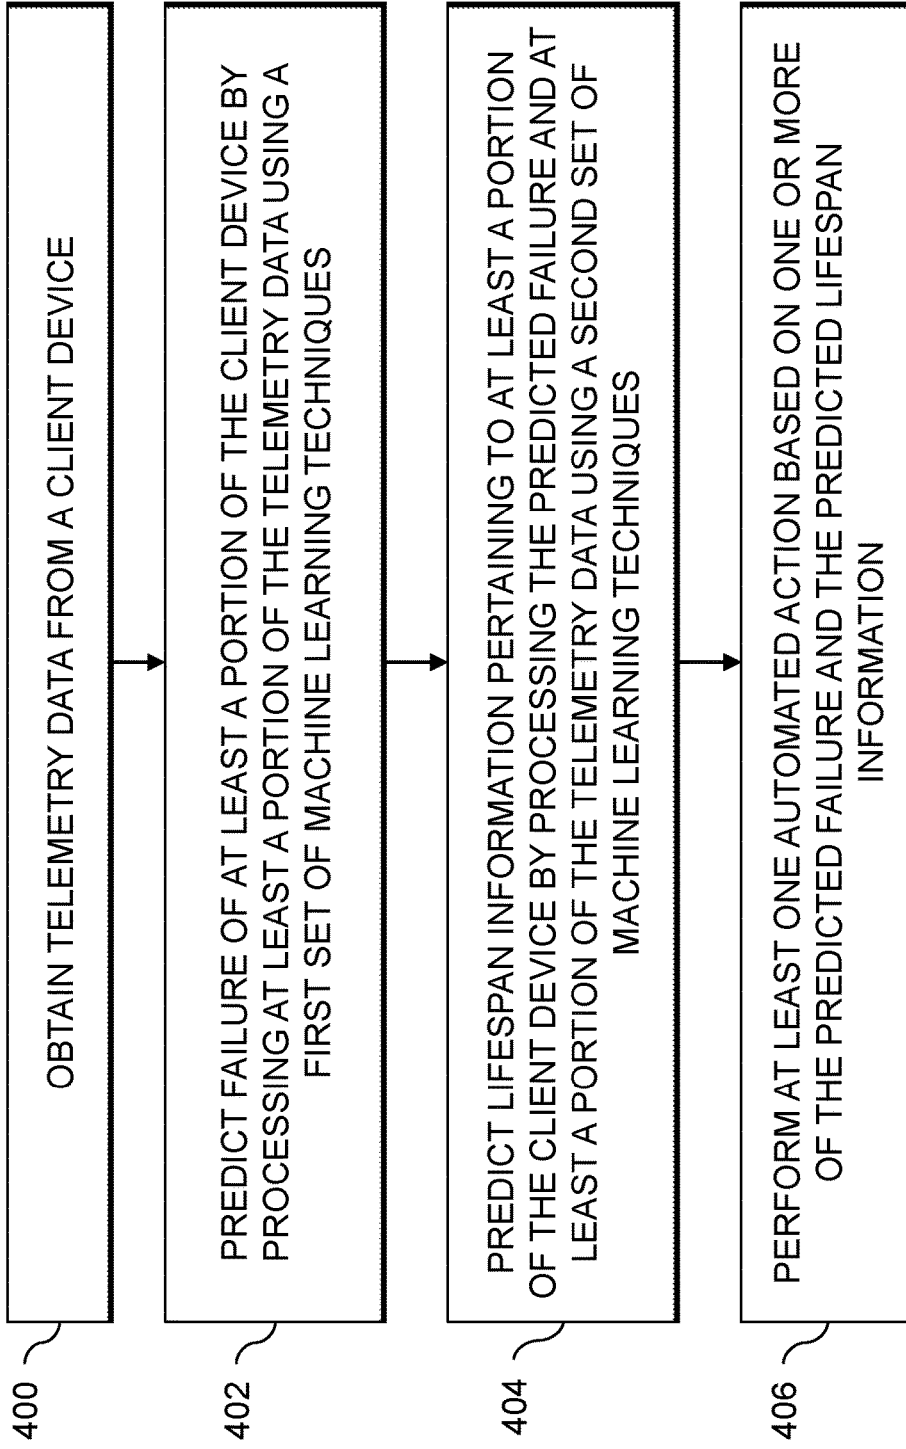 400
OBTAIN TELEMETRY DATA FROM A CLIENT DEVICE
402
PREDICT FAILURE OF AT LEAST A PORTION OF THE CLIENT DEVICE BY
PROCESSING AT LEAST A PORTION OF THE TELEMETRY DATA USING A
FIRST SET OF MACHINE LEARNING TECHNIQUES
404
PREDICT LIFESPAN INFORMATION PERTAINING TO AT LEAST A PORTION
OF THE CLIENT DEVICE BY PROCESSING THE PREDICTED FAILURE AND AT
LEAST A PORTION OF THE TELEMETRY DATA USING A SECOND SET OF
MACHINE LEARNING TECHNIQUES
406
PERFORM AT LEAST ONE AUTOMATED ACTION BASED ON ONE OR MORE
OF THE PREDICTED FAILURE AND THE PREDICTED LIFESPAN
INFORMATION